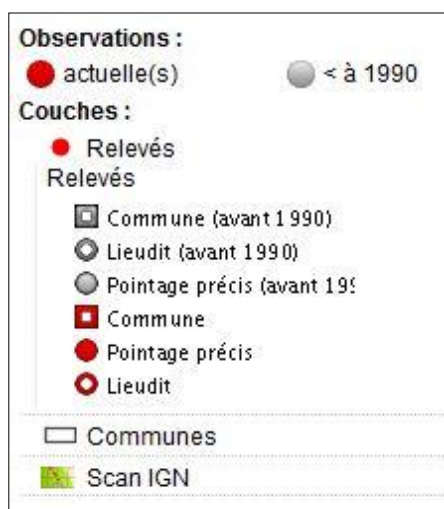 Observations :
actuelle(s) < à 1990
Couches :
Relevés
Relevés
Commune (avant 1990)
Lieudit (avant 1990)
Pointage précis (avant 199
Commune
Pointage précis
Lieudit
Communes
Scan IGN